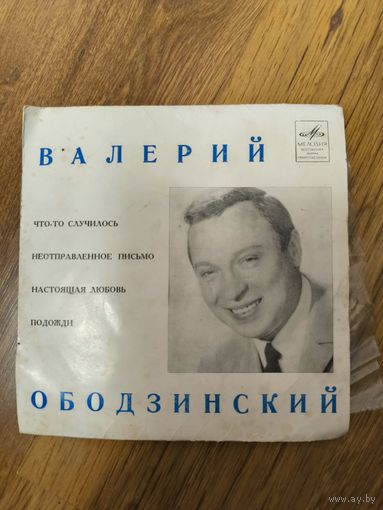 ВАЛЕРИЙ
МЕЛОДИЯ
ЧТО-ТО СЛУЧИЛОСЬ
НЕОТПРАВЛЕННОЕ ПИСЬМО
НАСТОЯЩАЯ ЛЮБОВЬ
ПОДОЖДИ
ОБОДЗИНСКИЙ
www.ay.by